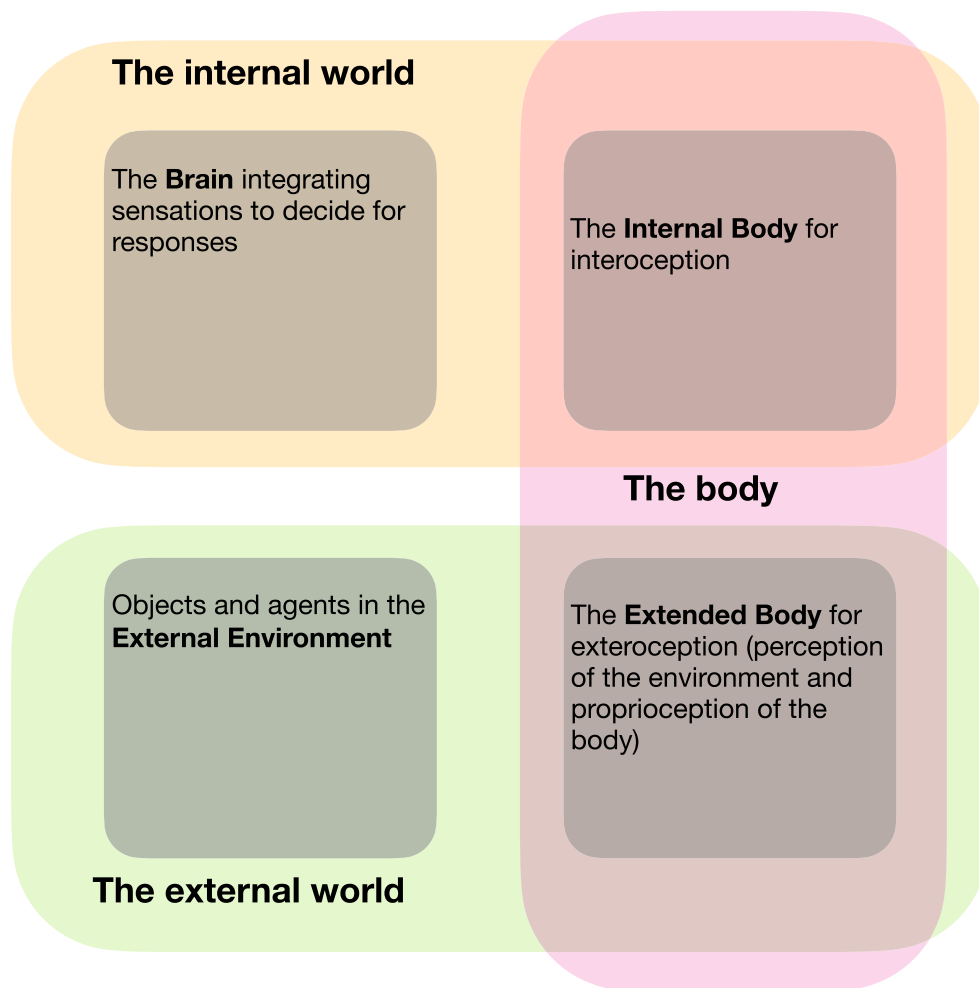 The internal world
The Brain integrating
sensations to decide for
responses
The Internal Body for
interoception
The body
Objects and agents in the
External Environment
The Extended Body for
exteroception (perception
of the environment and
proprioception of the
body)
The external world